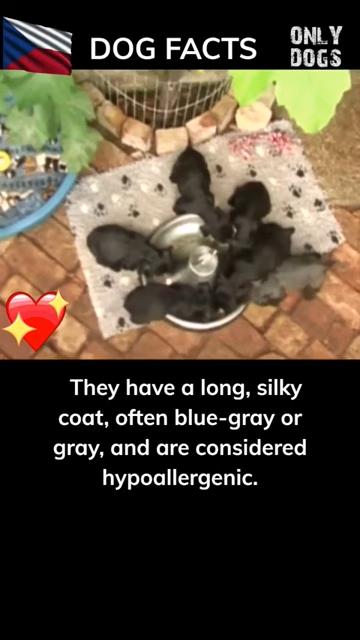 DOG FACTS
ONLY
DOGS
They have a long, silky
coat, often blue-gray or
gray, and are considered
hypoallergenic.